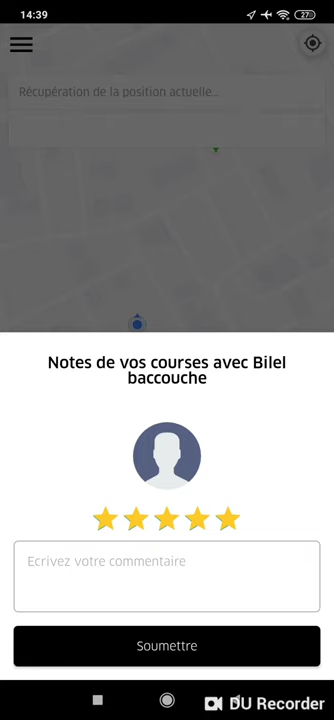 14:39
27
Récupération de la position actuelle...
Notes de vos courses avec Bilel
baccouche
Ecrivez votre commentaire
Soumettre
DU Recorder